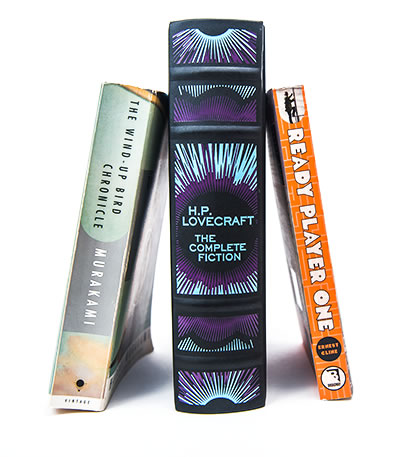 THE WIND-UP BIRD
CHRONICLE
MURAKAMI
VINTAGE
H.P.
LOVECRAFT
THE
COMPLETE
FICTION
READY PLAYER ONE
ERNEST
CLINE